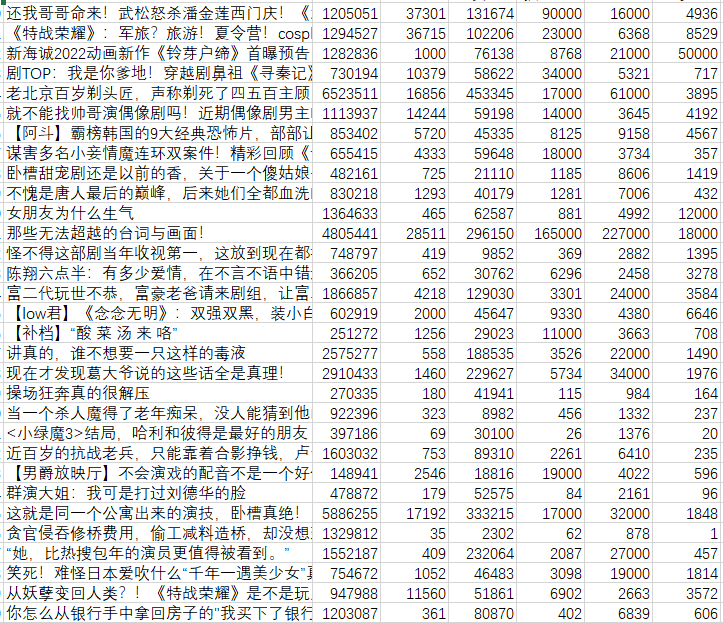 还我哥哥命来！武松怒杀潘金莲西门庆！《 1205051 37301 131674 90000 16000 4936
《特战荣耀》：军旅？旅游！夏令营！cospl 1294527 36715 102206 23000 6368 8529
新海诚2022动画新作《铃芽户缔》首曝预告 1282836 1000 76138 8768 21000 50000
剧TOP：我是你爹地！穿越剧鼻祖《寻秦记》 730194 10379 58622 34000 5321 717
老北京百岁剃头匠，声称剃死了四五百主顾 6523511 16856 453345 17000 61000 3895
就不能找帅哥演偶像剧吗！近期偶像剧男主 1113937 14244 59198 14000 3645 4192
【阿斗】霸榜韩国的9大经典恐怖片，部部让 853402 5720 45335 8125 9158 4567
谋害多名小妾情魔连环双案件！精彩回顾《 655415 4333 59648 18000 3734 357
卧槽甜宠剧还是以前的香，关于一个傻姑娘 482161 725 21110 1185 8606 1419
不愧是唐人最后的巅峰，后来她们全都血洗 830218 1293 40179 1281 7006 432
女朋友为什么生气 1364633 465 62587 881 4992 12000
那些无法超越的台词与画面！ 4805441 28511 296150 165000 227000 18000
怪不得这部剧当年收视第一，这放到现在都 748797 419 9852 369 2882 1395
陈翔六点半：有多少爱情，在不言不语中错 366205 652 30762 6296 2458 3278
富二代玩世不恭，富豪老爸请来剧组，让富 1866857 4218 129030 3301 24000 3584
【low君】《念念无明》：双强双黑，装小白 602919 2000 45647 9330 4380 6646
【补档】“酸 菜 汤 来 咯” 251272 1256 29023 11000 3663 708
讲真的，谁不想要一只这样的毒液 2575277 558 188535 3526 22000 1490
现在才发现葛大爷说的这些话全是真理！ 2910433 1460 229627 5734 34000 1976
操场狂奔真的很解压 270335 180 41941 115 984 164
当一个杀人魔得了老年痴呆，没人能猜到他 922396 323 8982 456 1332 237
<小绿魔3>结局，哈利和彼得是最好的朋友 397186 69 30100 26 1376 20
近百岁的抗战老兵，只能靠着合影挣钱，卢 1603032 753 89310 2261 6410 235
【男爵放映厅】不会演戏的配音不是一个好 148941 2546 18816 19000 4022 596
群演大姐：我可是打过刘德华的脸 478872 179 52575 84 2161 96
这就是同一个公寓出来的演技，卧槽真绝！ 5886255 17192 333215 17000 32000 1848
贪官侵吞修桥费用，偷工减料造桥，却没想 1329812 35 2302 62 878 1
“她，比热搜包年的演员更值得被看到。” 1552187 409 232064 2087 27000 457
笑死！难怪日本爱吹什么“千年一遇美少女” 754672 1052 46483 3098 19000 1814
从妖孽变回人类？！《特战荣耀》是不是玩 947988 11560 51861 6902 2663 3572
你怎么从银行手中拿回房子的"我买下了银行 1203087 361 80870 402 6839 606